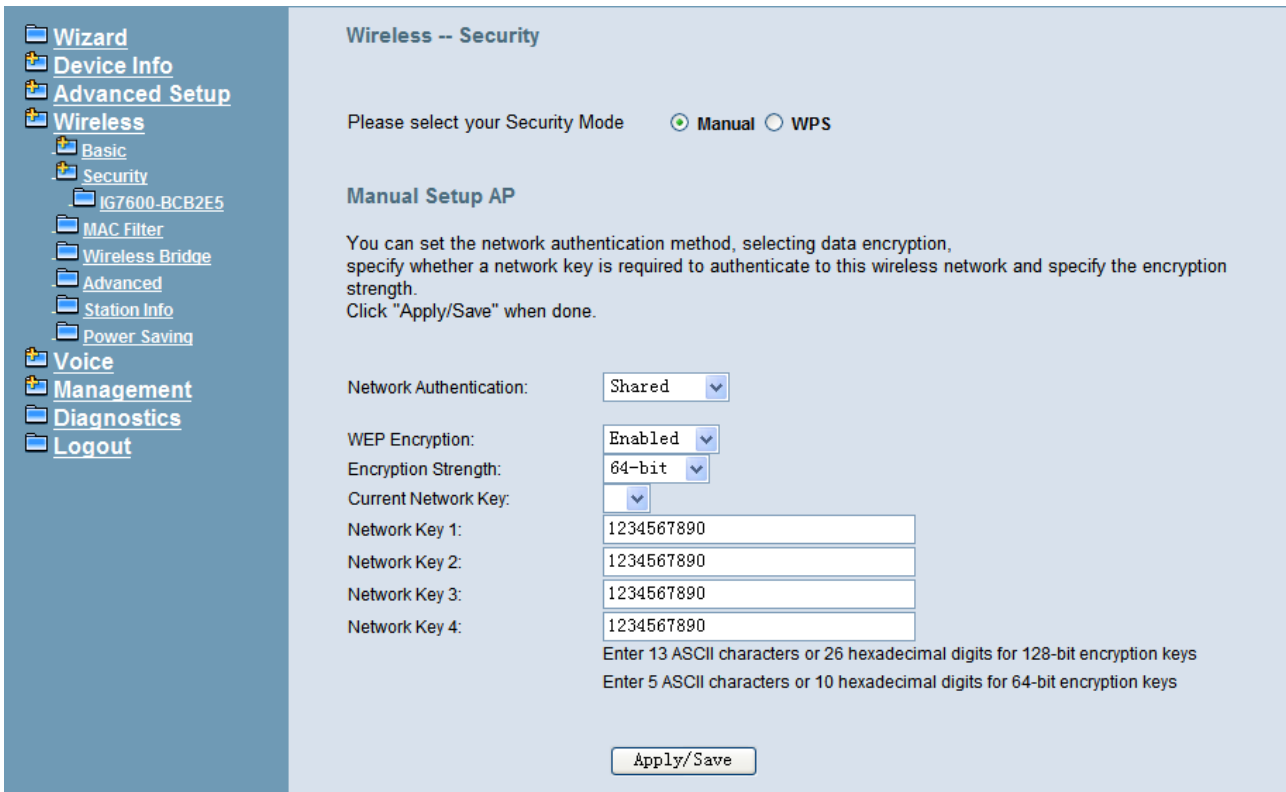 Wizard
Device Info
Advanced Setup
Wireless
Basic
Security
IG7600-BCB2E5
MAC Filter
Wireless Bridge
Advanced
Station Info
Power Saving
Voice
Management
Diagnostics
Logout
Wireless -- Security
Please select your Security Mode Manual WPS
Manual Setup AP
You can set the network authentication method, selecting data encryption,
specify whether a network key is required to authenticate to this wireless network and specify the encryption
strength.
Click "Apply/Save" when done.
Network Authentication: Shared
WEP Encryption: Enabled
Encryption Strength: 64-bit
Current Network Key:
Network Key 1: 1234567890
Network Key 2: 1234567890
Network Key 3: 1234567890
Network Key 4: 1234567890
Enter 13 ASCII characters or 26 hexadecimal digits for 128-bit encryption keys
Enter 5 ASCII characters or 10 hexadecimal digits for 64-bit encryption keys
Apply/Save